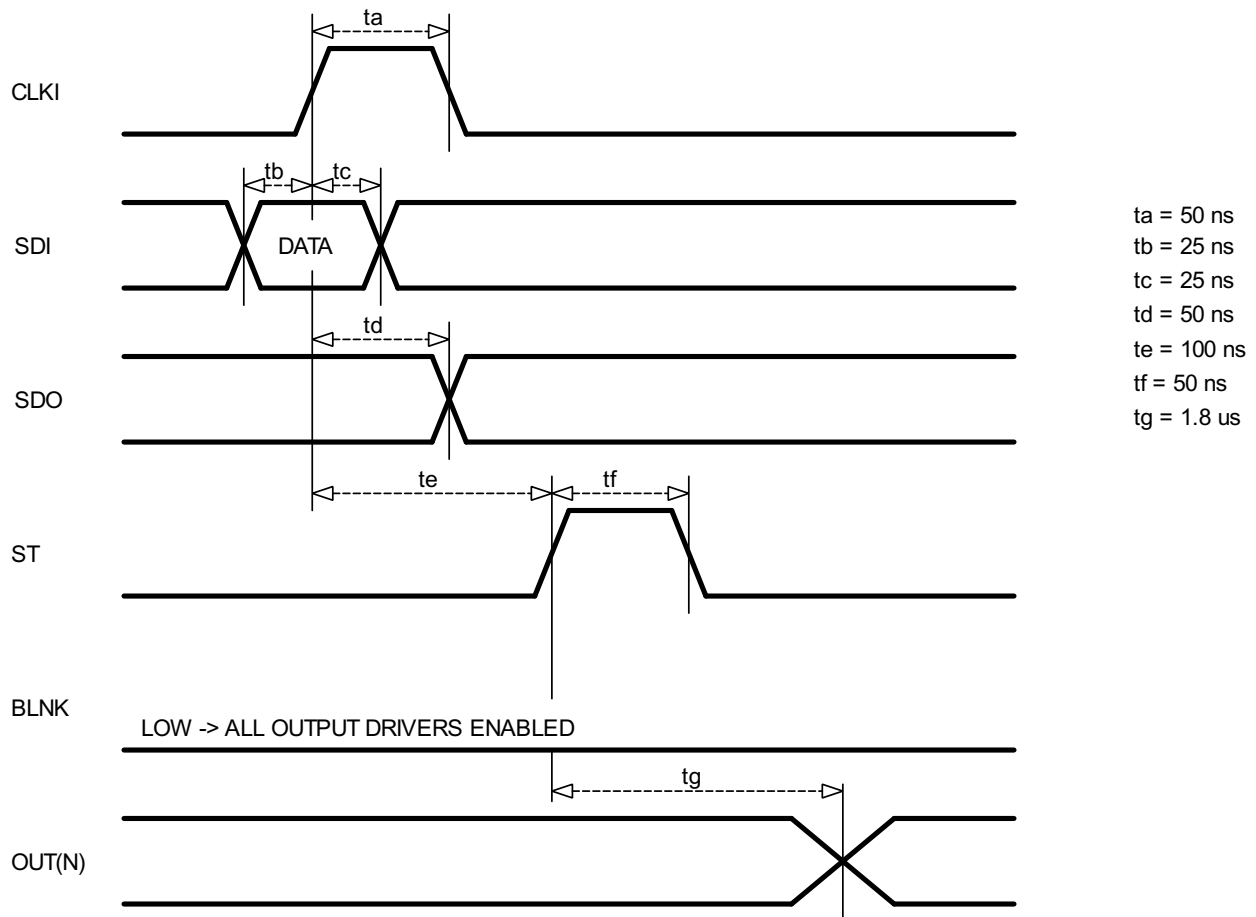 ta
CLKI
tb
tc
SDI
DATA
td
SDO
te
tf
ST
BLNK
LOW -> ALL OUTPUT DRIVERS ENABLED
tg
OUT(N)
ta = 50 ns
tb = 25 ns
tc = 25 ns
td = 50 ns
te = 100 ns
tf = 50 ns
tg = 1.8 us